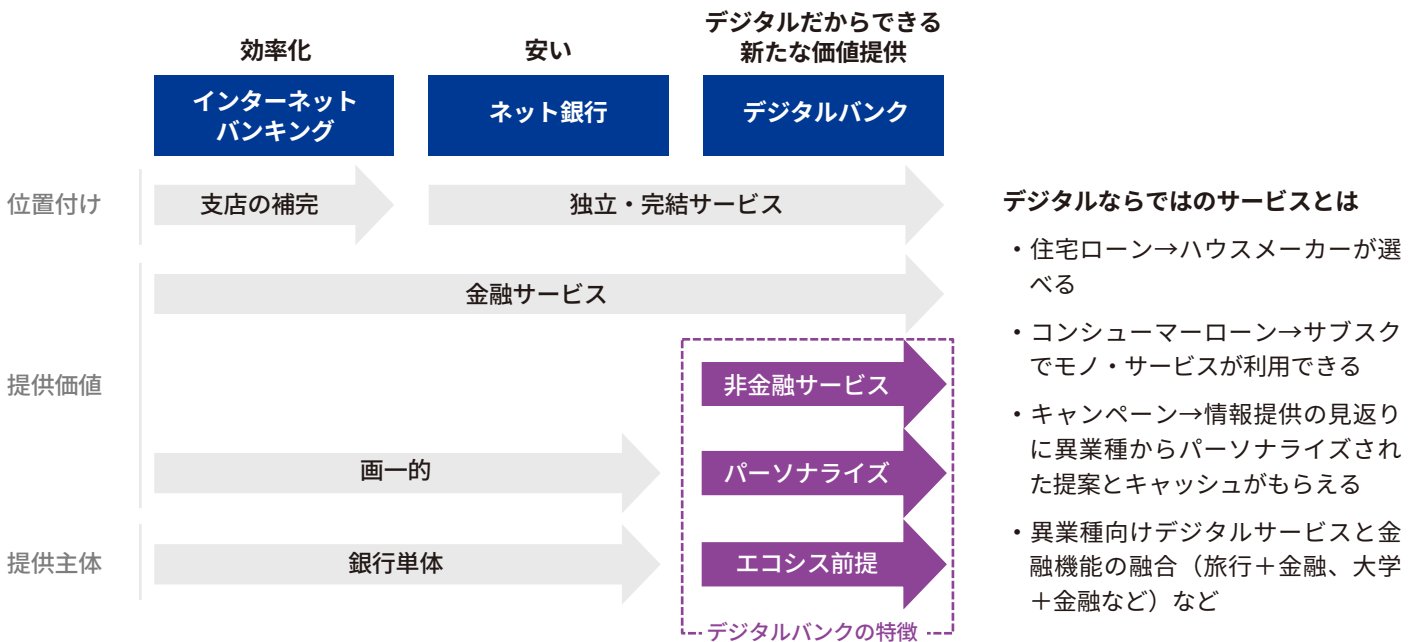 効率化
安い
デジタルだからできる
新たな価値提供
インターネット
バンキング
ネット銀行
デジタルバンク
位置付け
支店の補完
独立・完結サービス
金融サービス
提供価値
非金融サービス
画一的
パーソナライズ
提供主体
銀行単体
エコシス前提
デジタルバンクの特徴
デジタルならではのサービスとは
・住宅ローン→ハウスメーカーが選
べる
・コンシューマーローン→サブスク
でモノ・サービスが利用できる
・キャンペーン→情報提供の見返り
に異業種からパーソナライズされ
た提案とキャッシュがもらえる
・異業種向けデジタルサービスと金
融機能の融合（旅行＋金融、大学
＋金融など）など